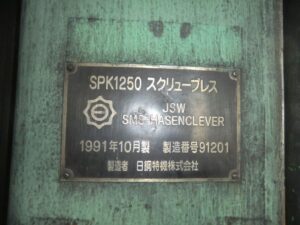 SPK1250 スクリュープレス
JSW
SMS HASENCLEVER
1991年10月製 製造番号91201
製造者 日鋼特機株式会社